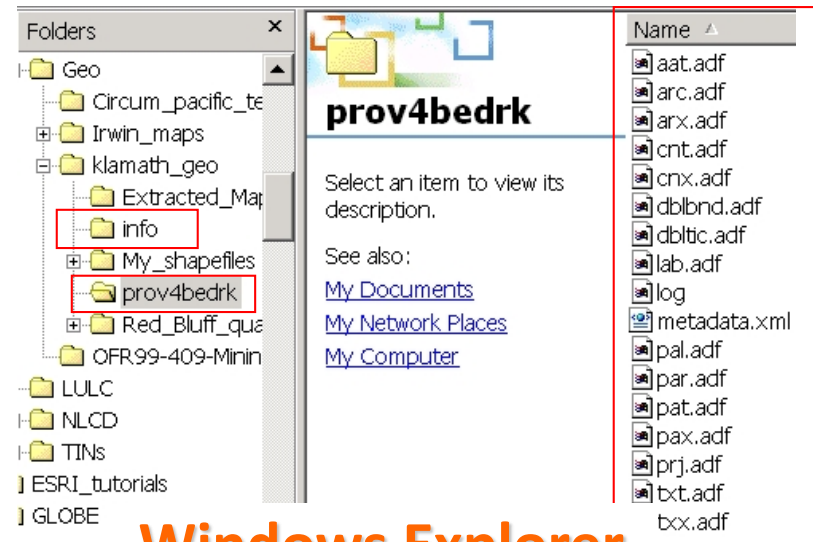 Folders
Geo
Circum_pacific_te
Irwin_maps
klamath_geo
Extracted_Map
info
My_shapefiles
prov4bedrk
Red_Bluff_qua
OFR99-409-Minin
LULC
NLCD
TINs
ESRI_tutorials
GLOBE
prov4bedrk
Select an item to view its
description.
See also:
My Documents
My Network Places
My Computer
Name
aat.adf
arc.adf
arx.adf
cnt.adf
cnx.adf
dblbnd.adf
dbltic.adf
lab.adf
log
metadata.xml
pal.adf
par.adf
pat.adf
pax.adf
prj.adf
txt.adf
txx.adf
Windows Explorer